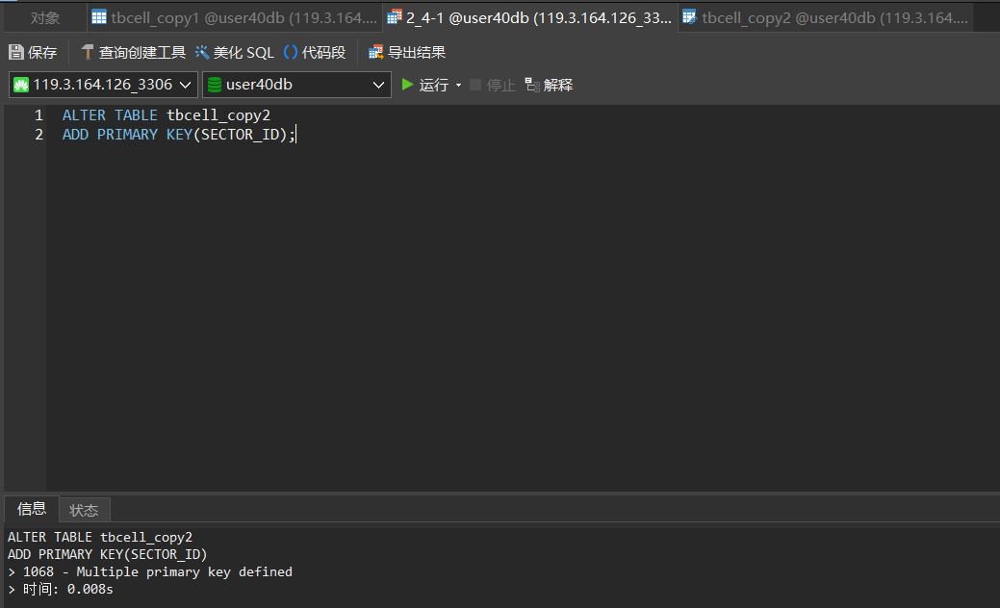 对象 tbcell_copy1 @user40db (119.3.164.... 2_4-1 @user40db (119.3.164.126_33... tbcell_copy2 @user40db (119.3.164....
保存 查询创建工具 美化 SQL () 代码段 导出结果
119.3.164.126_3306 user40db 运行 停止 解释
1 ALTER TABLE tbcell_copy2
2 ADD PRIMARY KEY(SECTOR_ID);
信息 状态
ALTER TABLE tbcell_copy2
ADD PRIMARY KEY(SECTOR_ID)
> 1068 - Multiple primary key defined
> 时间: 0.008s